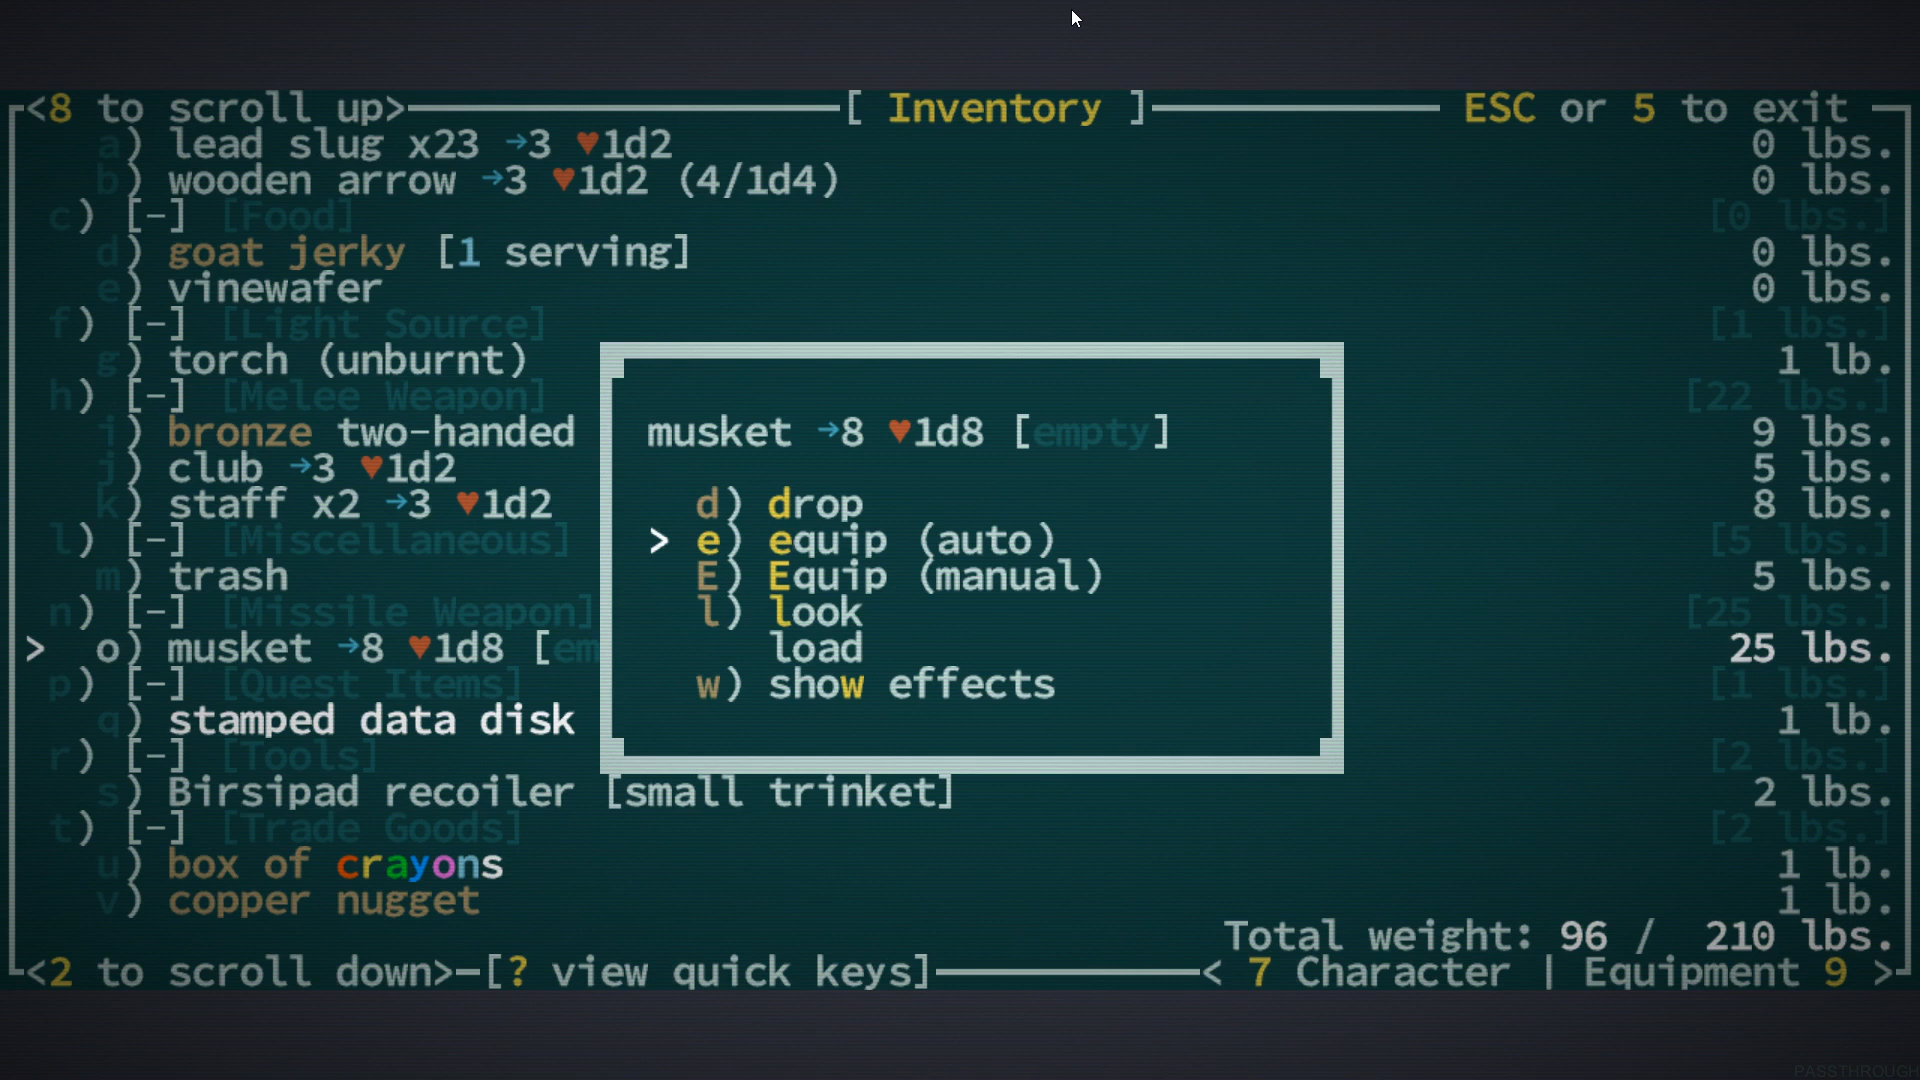 <8 to scroll up> [ Inventory ] ESC or 5 to exit
a) lead slug x23 →3 ♥1d2 0 lbs.
b) wooden arrow →3 ♥1d2 (4/1d4) 0 lbs.
c) [-] [Food] [0 lbs.]
d) goat jerky [1 serving] 0 lbs.
e) vinewafer 0 lbs.
f) [-] [Light Source] [1 lbs.]
g) torch (unburnt) 1 lb.
h) [-] [Melee Weapon] [22 lbs.]
i) bronze two-handed 9 lbs.
j) club →3 ♥1d2 5 lbs.
k) staff x2 →3 ♥1d2 8 lbs.
l) [-] [Miscellaneous] [5 lbs.]
m) trash 5 lbs.
n) [-] [Missile Weapon] [25 lbs.]
> o) musket →8 ♥1d8 [em 25 lbs.
p) [-] [Quest Items] [1 lbs.]
q) stamped data disk 1 lb.
r) [-] [Tools] [2 lbs.]
s) Birsipad recoiler [small trinket] 2 lbs.
t) [-] [Trade Goods] [2 lbs.]
u) box of crayons 1 lb.
v) copper nugget 1 lb.
Total weight: 96 / 210 lbs.
<2 to scroll down> [? view quick keys] < 7 Character | Equipment 9 >
musket →8 ♥1d8 [empty]
d) drop
> e) equip (auto)
E) Equip (manual)
l) look
load
w) show effects
PASSTHROUGH